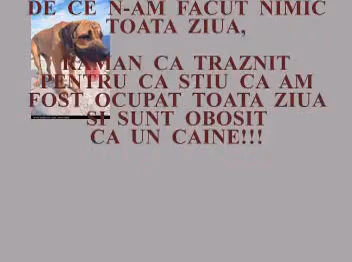 DE CE N-AM FACUT NIMIC
TOATA ZIUA,
RAMAN CA TRAZNIT
PENTRU CA STIU CA AM
FOST OCUPAT TOATA ZIUA
SI SUNT OBOSIT
CA UN CAINE!!!